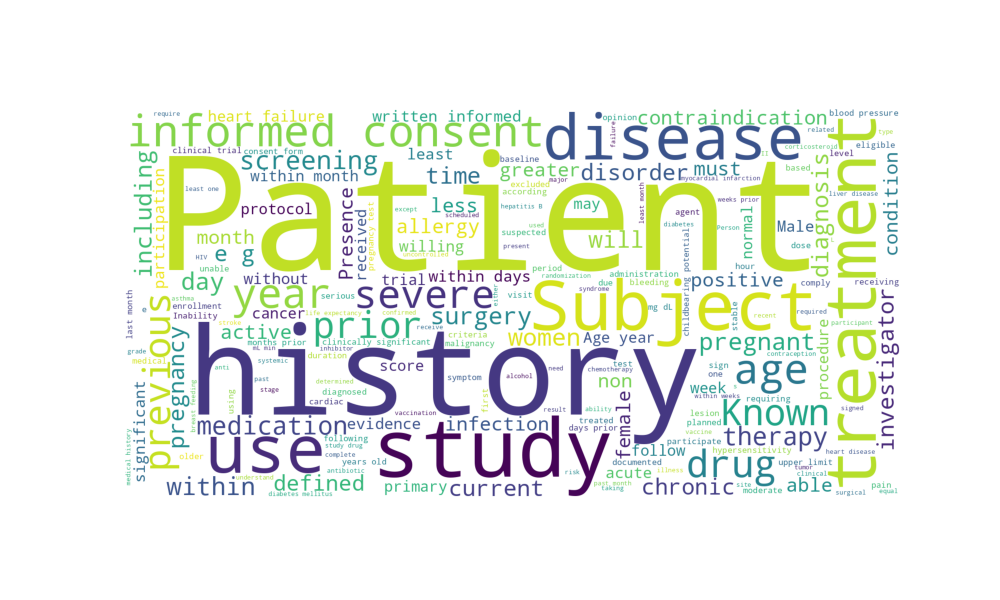 require
heart failure
written informed
opinion
contraindication
blood pressure
informed consent
disease
failure
related
type
clinical trial
consent form
screening
least
baseline
greater
disorder
must
corticosteroid
II
level
eligible
within month
time
excluded
according
major
myocardial infarction
based
treatment
including
participation
least one
Patient
protocol
Presence
received
less
hepatitis B
weeks prior
least month
agent
liver disease
diagnosis
condition
except
scheduled
allergy
pregnancy test
used
suspected
may
diabetes
Person
normal
Male
dose
month
willing
will
potential
HIV
e g
unable
without
trial
uncontrolled
present
within days
period
randomization
administration
due
bleeding
childbearing
hour
positive
comply
receiving
day
year
severe
serious
visit
syndrome
mg dL
stable
recent
required
last month
asthma
enrollment
Inability
e
cancer
life expectancy
confirmed
either
Subject
participant
previous
stroke
active
prior
receive
surgery
women
Age year
pregnant
contraception
procedure
investigator
grade
medical
mL min
months prior
inhibitor
clinically significant
criteria
malignancy
test
sign
one
history
systemic
duration
score
symptom
alcohol
need
chemotherapy
age
significant
pregnancy
anti
past
stage
determined
diagnosed
cardiac
week
requiring
within weeks
s
breast feeding
using
vaccination
first
result
ability
lesion
planned
vaccine
Known
signed
medication
evidence
infection
treated
days prior
female
participate
hypersensitivity
therapy
medical history
older
use
following
study drug
complete
years old
study
follow
documented
drug
upper limit
heart disease
understand
antibiotic
risk
acute
illness
tumor
within
defined
diabetes mellitus
primary
current
past month
taking
chronic
site
moderate
able
surgical
clinical
pain
equal